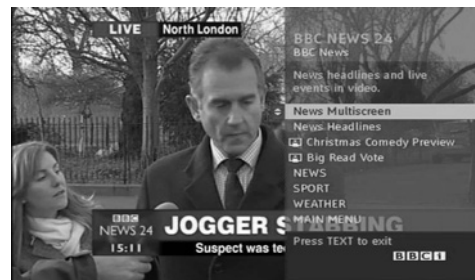 LIVE North London
BBC NEWS 24
BBC News
News headlines and live
events in video.
News Multiscreen
News Headlines
Christmas Comedy Preview
Big Read Vote
NEWS
SPORT
WEATHER
MAIN MENU
Press TEXT to exit
BBC 1
BBC
NEWS 24
15:11
JOGGER STABBING
Suspect was